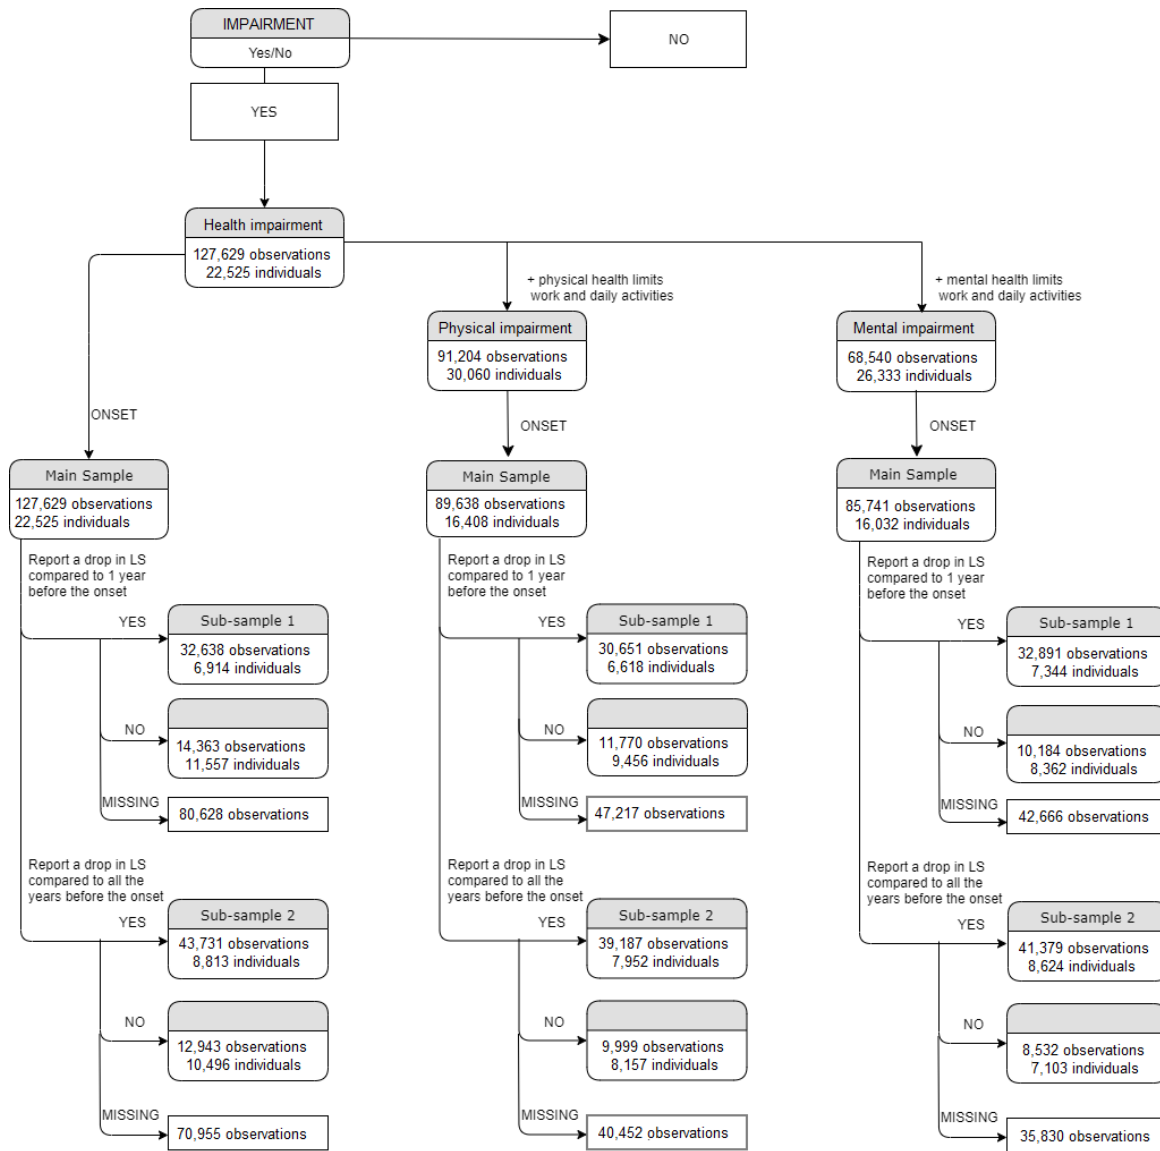 IMPAIRMENT
Yes/No
NO
YES
Health impairment
127,629 observations
22,525 individuals
+ physical health limits
work and daily activities
+ mental health limits
work and daily activities
Physical impairment
91,204 observations
30,060 individuals
Mental impairment
68,540 observations
26,333 individuals
ONSET
ONSET
ONSET
Main Sample
127,629 observations
22,525 individuals
Report a drop in LS
compared to 1 year
before the onset
YES
Sub-sample 1
32,638 observations
6,914 individuals
NO
14,363 observations
11,557 individuals
MISSING
80,628 observations
Report a drop in LS
compared to all the
years before the onset
YES
Sub-sample 2
43,731 observations
8,813 individuals
NO
12,943 observations
10,496 individuals
MISSING
70,955 observations
Main Sample
89,638 observations
16,408 individuals
Report a drop in LS
compared to 1 year
before the onset
YES
Sub-sample 1
30,651 observations
6,618 individuals
NO
11,770 observations
9,456 individuals
MISSING
47,217 observations
Report a drop in LS
compared to all the
years before the onset
YES
Sub-sample 2
39,187 observations
7,952 individuals
NO
9,999 observations
8,157 individuals
MISSING
40,452 observations
Main Sample
85,741 observations
16,032 individuals
Report a drop in LS
compared to 1 year
before the onset
YES
Sub-sample 1
32,891 observations
7,344 individuals
NO
10,184 observations
8,362 individuals
MISSING
42,666 observations
Report a drop in LS
compared to all the
years before the onset
YES
Sub-sample 2
41,379 observations
8,624 individuals
NO
8,532 observations
7,103 individuals
MISSING
35,830 observations